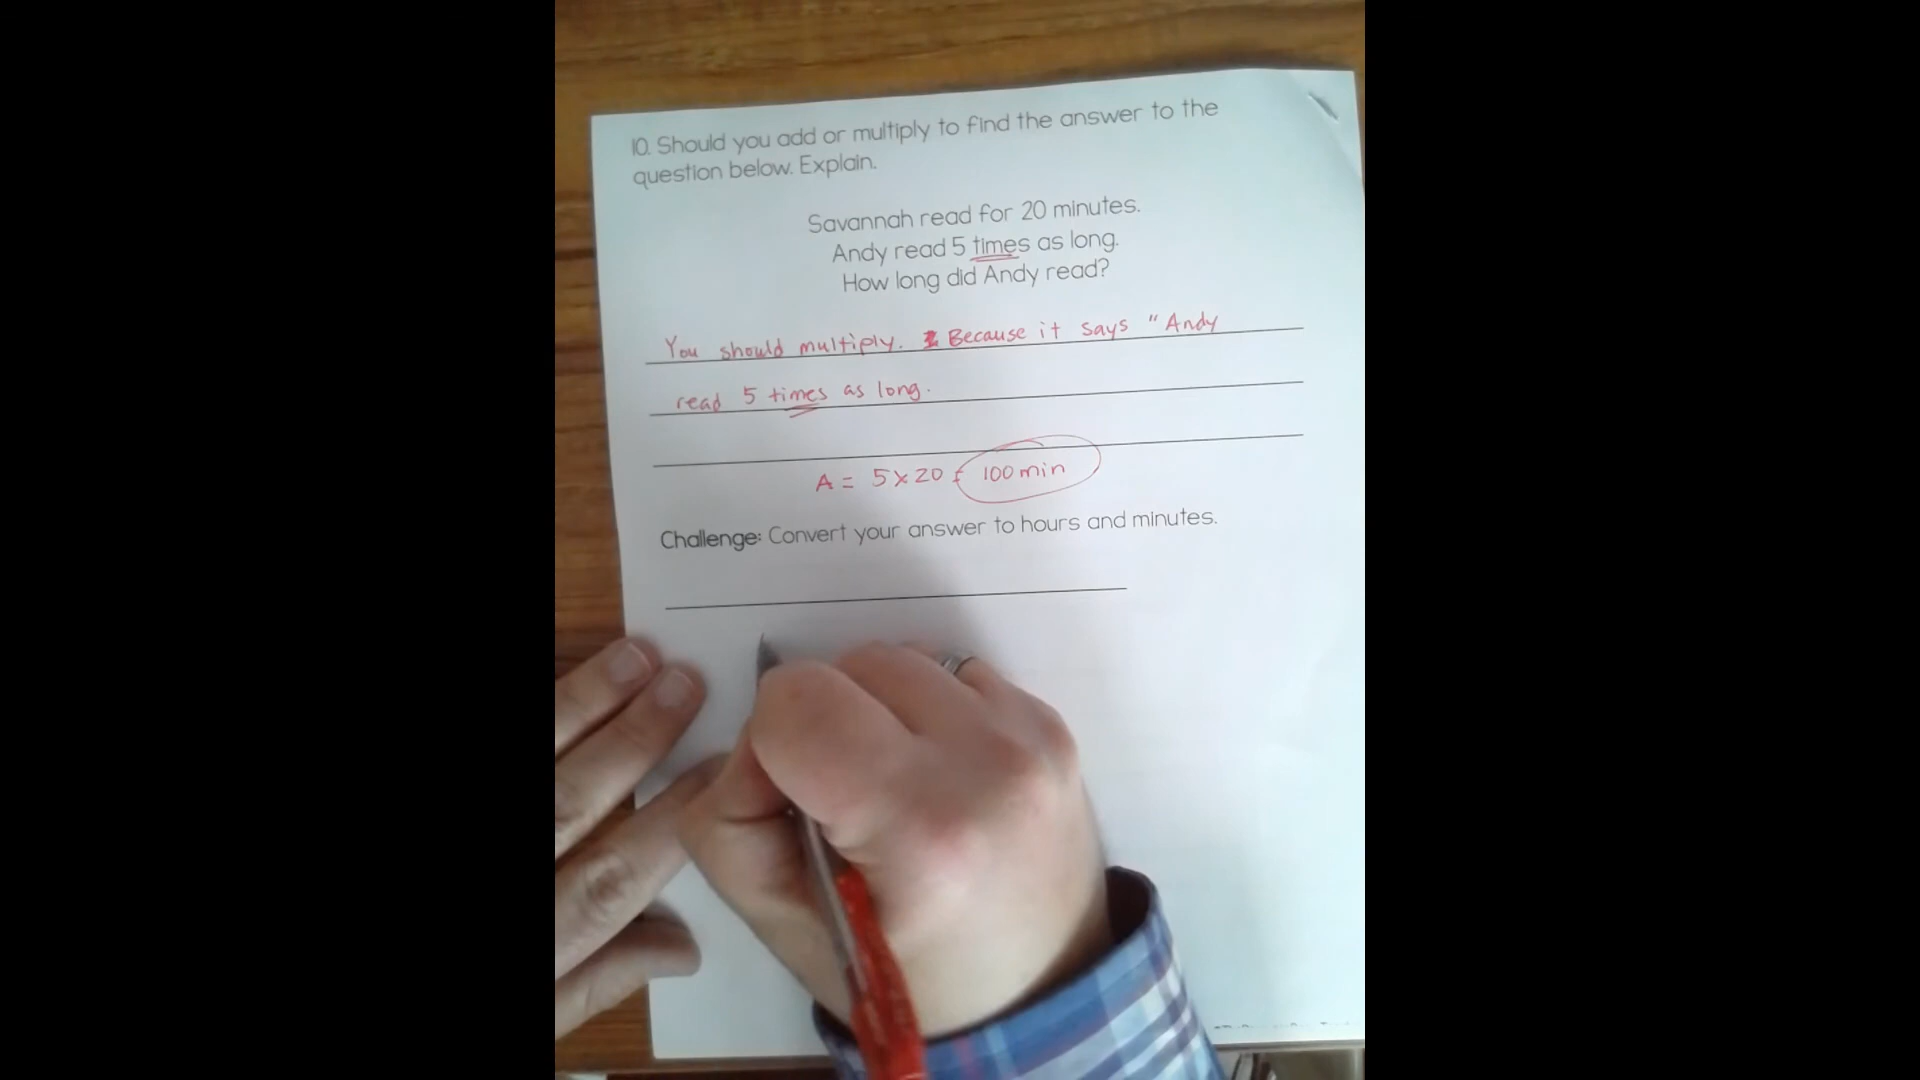 10. Should you add or multiply to find the answer to the
question below. Explain.
Savannah read for 20 minutes.
Andy read 5 times as long.
How long did Andy read?
You should multiply. Because it says "Andy
read 5 times as long.
A = 5 x 20 = 100 min
Challenge: Convert your answer to hours and minutes.